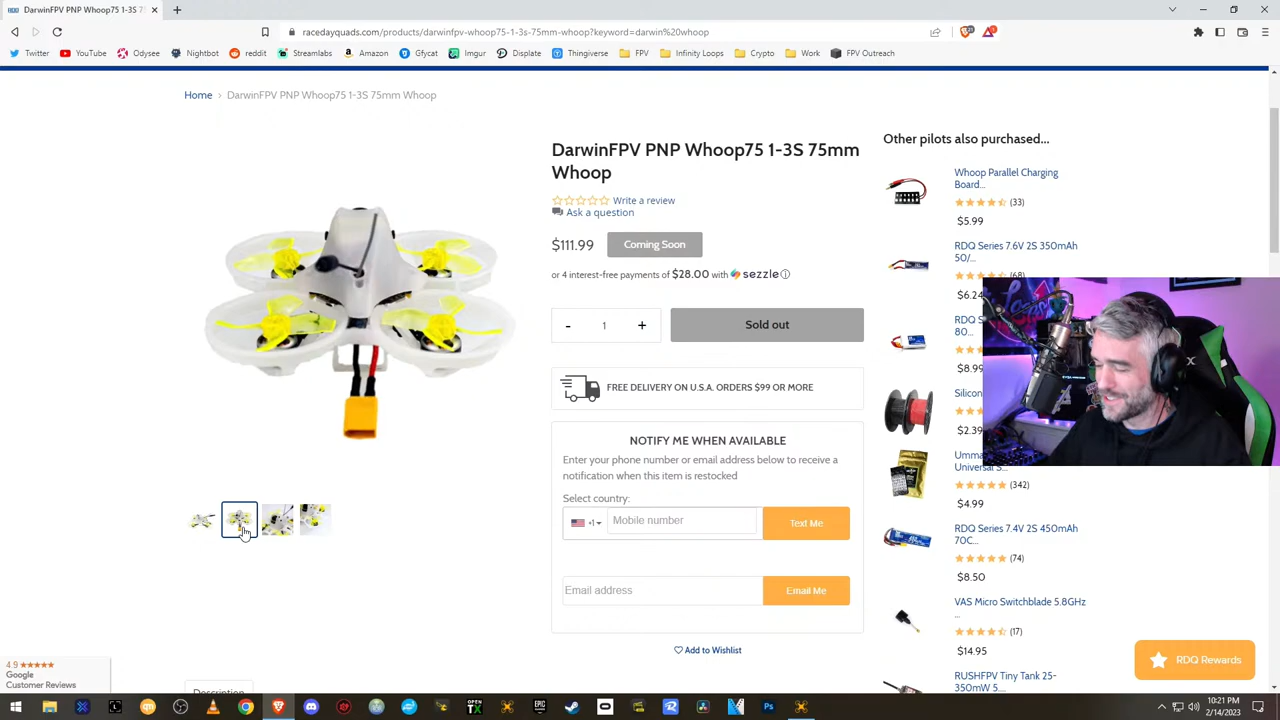 DarwinFPV PNP Whoop75 1-3S 7
racedayquads.com/products/darwinfpv-whoop75-1-3s-75mm-whoop?keyword=darwin%20whoop
Twitter
YouTube
Odysee
Nightbot
reddit
Streamlabs
Amazon
Gfycat
Imgur
Displate
Thingiverse
FPV
Infinity Loops
Crypto
Work
FPV Outreach
Home > DarwinFPV PNP Whoop75 1-3S 75mm Whoop
DarwinFPV PNP Whoop75 1-3S 75mm
Whoop
Write a review
Ask a question
$111.99
Coming Soon
or 4 interest-free payments of $28.00 with sezzle
- 1 +
Sold out
FREE DELIVERY ON U.S.A. ORDERS $99 OR MORE
NOTIFY ME WHEN AVAILABLE
Enter your phone number or email address below to receive a
notification when this item is restocked
Select country:
+1
Mobile number
Text Me
Email address
Email Me
Add to Wishlist
Other pilots also purchased...
Whoop Parallel Charging
Board...
(33)
$5.99
RDQ Series 7.6V 2S 350mAh
50/...
(68)
$6.24
RDQ S
80...
$8.99
Silicon
$2.39
Umma
Universal S...
(342)
$4.99
RDQ Series 7.4V 2S 450mAh
70C...
(74)
$8.50
VAS Micro Switchblade 5.8GHz
...
(17)
$14.95
RUSHFPV Tiny Tank 25-
350mW 5....
RDQ Rewards
4.9
Google
Customer Reviews
Description
10:21 PM
2/14/2023